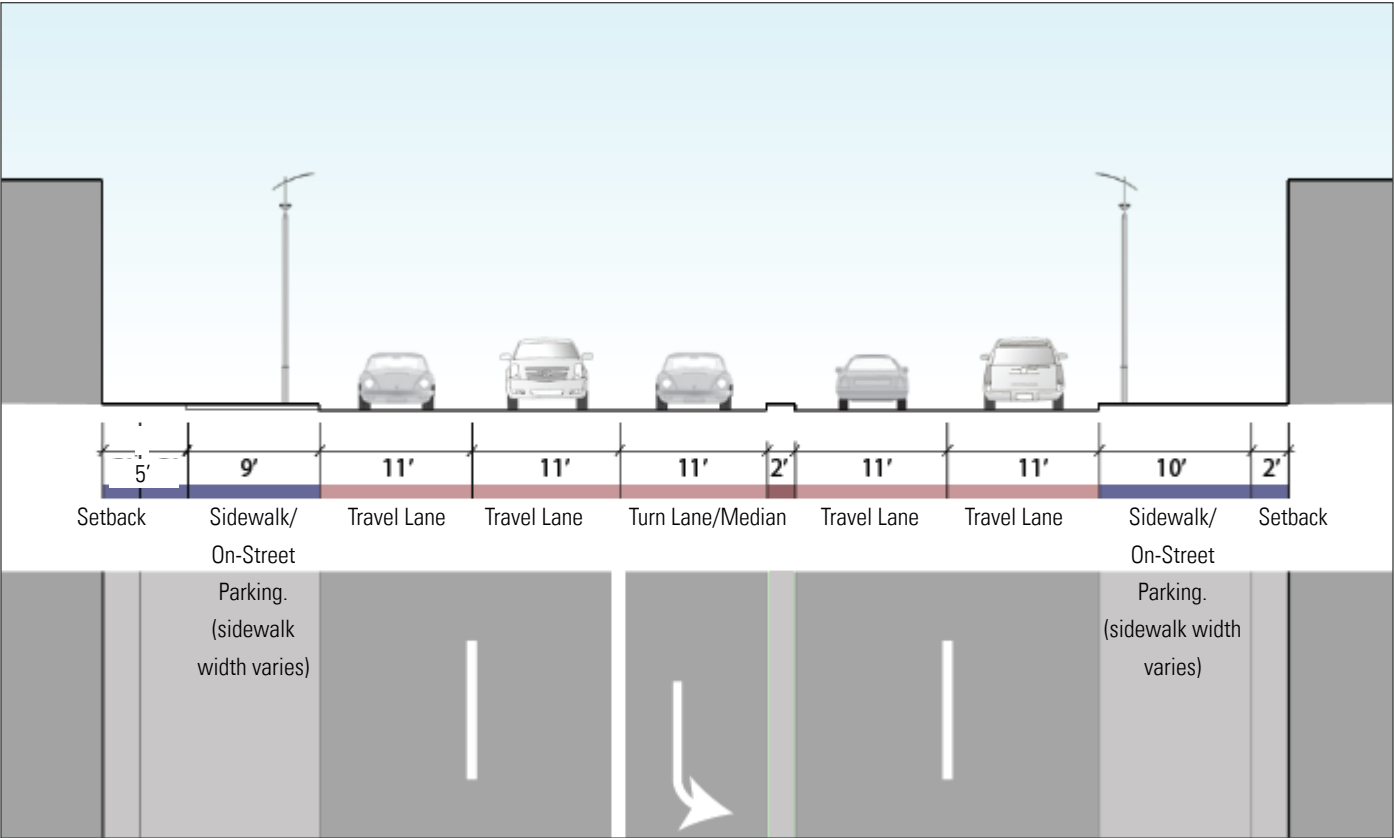 5′ 9′ 11′ 11′ 11′ 2′ 11′ 11′ 10′ 2′
Setback
Sidewalk/
On-Street
Parking.
(sidewalk
width varies)
Travel Lane
Travel Lane
Turn Lane/Median
Travel Lane
Travel Lane
Sidewalk/
On-Street
Parking.
(sidewalk width
varies)
Setback